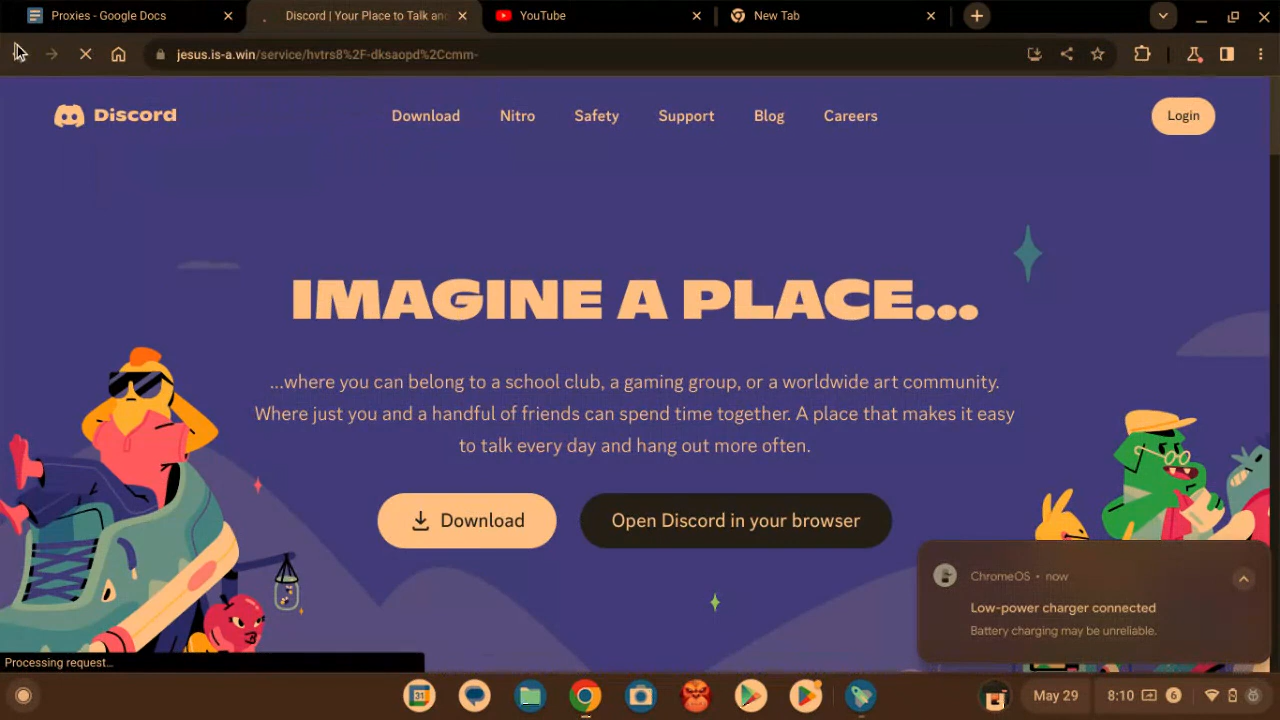 Proxies - Google Docs
Discord | Your Place to Talk and
YouTube
New Tab
jesus.is-a.win/service/hvtrs8%2F-dksaopd%2Ccmm-
Discord
Download
Nitro
Safety
Support
Blog
Careers
Login
IMAGINE A PLACE...
...where you can belong to a school club, a gaming group, or a worldwide art community.
Where just you and a handful of friends can spend time together. A place that makes it easy
to talk every day and hang out more often.
Download
Open Discord in your browser
ChromeOS • now
Low-power charger connected
Battery charging may be unreliable.
Processing request...
31
May 29
8:10
6